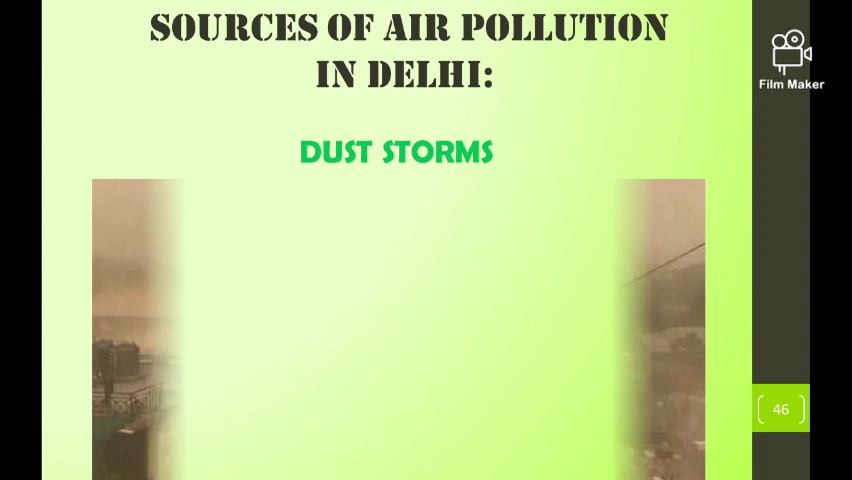 SOURCES OF AIR POLLUTION
IN DELHI:
Film Maker
DUST STORMS
46